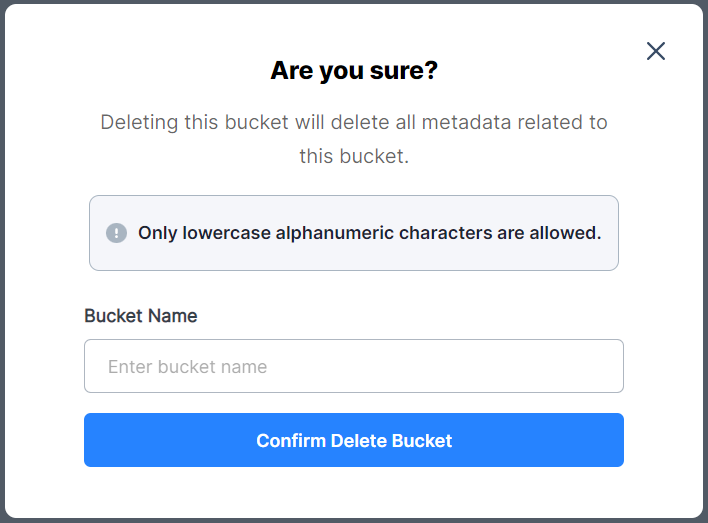 Are you sure?
Deleting this bucket will delete all metadata related to
this bucket.
Only lowercase alphanumeric characters are allowed.
Bucket Name
Enter bucket name
Confirm Delete Bucket